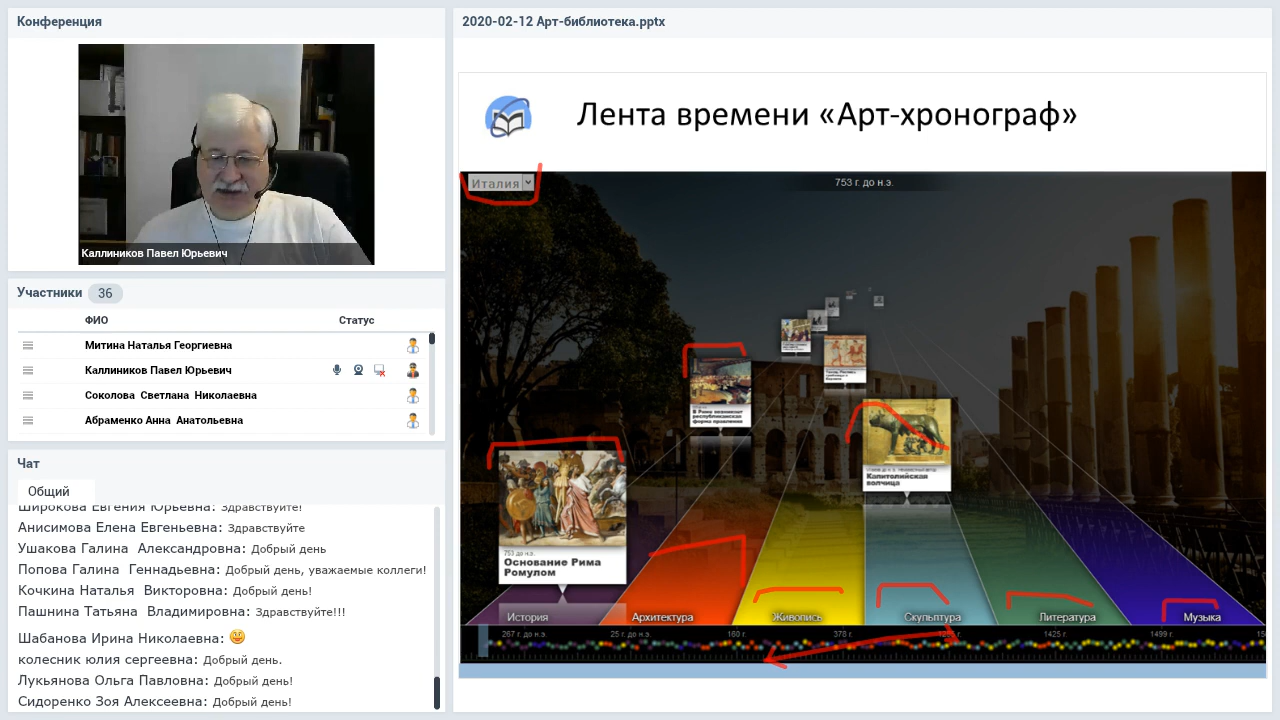 Конференция
Каллиников Павел Юрьевич
Участники 36
ФИО Статус
Митина Наталья Георгиевна
Каллиников Павел Юрьевич
Соколова Светлана Николаевна
Абраменко Анна Анатольевна
Чат
Общий
Широкова Евгения Юрьевна: Здравствуйте!
Анисимова Елена Евгеньевна: Здравствуйте
Ушакова Галина Александровна: Добрый день
Попова Галина Геннадьевна: Добрый день, уважаемые коллеги!
Кочкина Наталья Викторовна: Добрый день!
Пашнина Татьяна Владимировна: Здравствуйте!!!
Шабанова Ирина Николаевна:
колесник юлия сергеевна: Добрый день.
Лукьянова Ольга Павловна: Добрый день!
Сидоренко Зоя Алексеевна: Добрый день!
2020-02-12 Арт-библиотека.pptx
Лента времени «Арт-хронограф»
Италия
753 г. до н.э.
В Риме возникает
республиканская
форма правления
Капитолийская
волчица
753 до н.э.
Основание Рима
Ромулом
История Архитектура Живопись Скульптура Литература Музыка
267 г. до н.э. 25 г. до н.э. 160 г. 378 г. 1425 г. 1499 г.